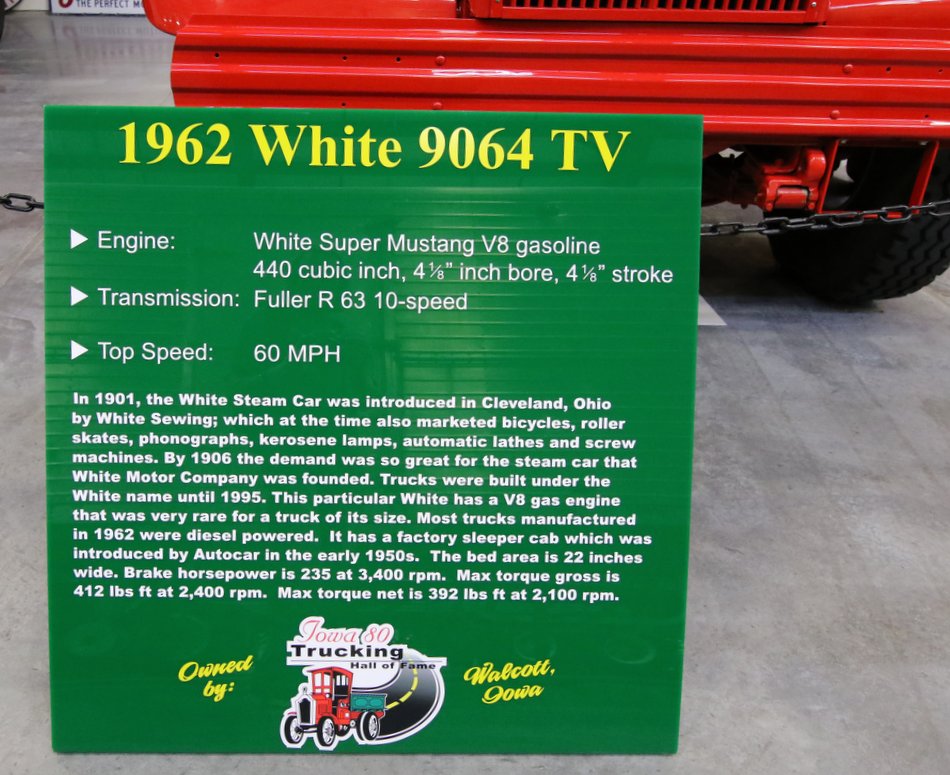 THE PERFECT
1962 White 9064 TV
▶ Engine: White Super Mustang V8 gasoline
440 cubic inch, 4⅛” inch bore, 4⅛” stroke
▶ Transmission: Fuller R 63 10-speed
▶ Top Speed: 60 MPH
In 1901, the White Steam Car was introduced in Cleveland, Ohio
by White Sewing; which at the time also marketed bicycles, roller
skates, phonographs, kerosene lamps, automatic lathes and screw
machines. By 1906 the demand was so great for the steam car that
White Motor Company was founded. Trucks were built under the
White name until 1995. This particular White has a V8 gas engine
that was very rare for a truck of its size. Most trucks manufactured
in 1962 were diesel powered.  It has a factory sleeper cab which was
introduced by Autocar in the early 1950s.  The bed area is 22 inches
wide. Brake horsepower is 235 at 3,400 rpm.  Max torque gross is
412 lbs ft at 2,400 rpm.  Max torque net is 392 lbs ft at 2,100 rpm.
Owned
by:
Iowa 80
Trucking
Hall of Fame
Walcott,
Iowa